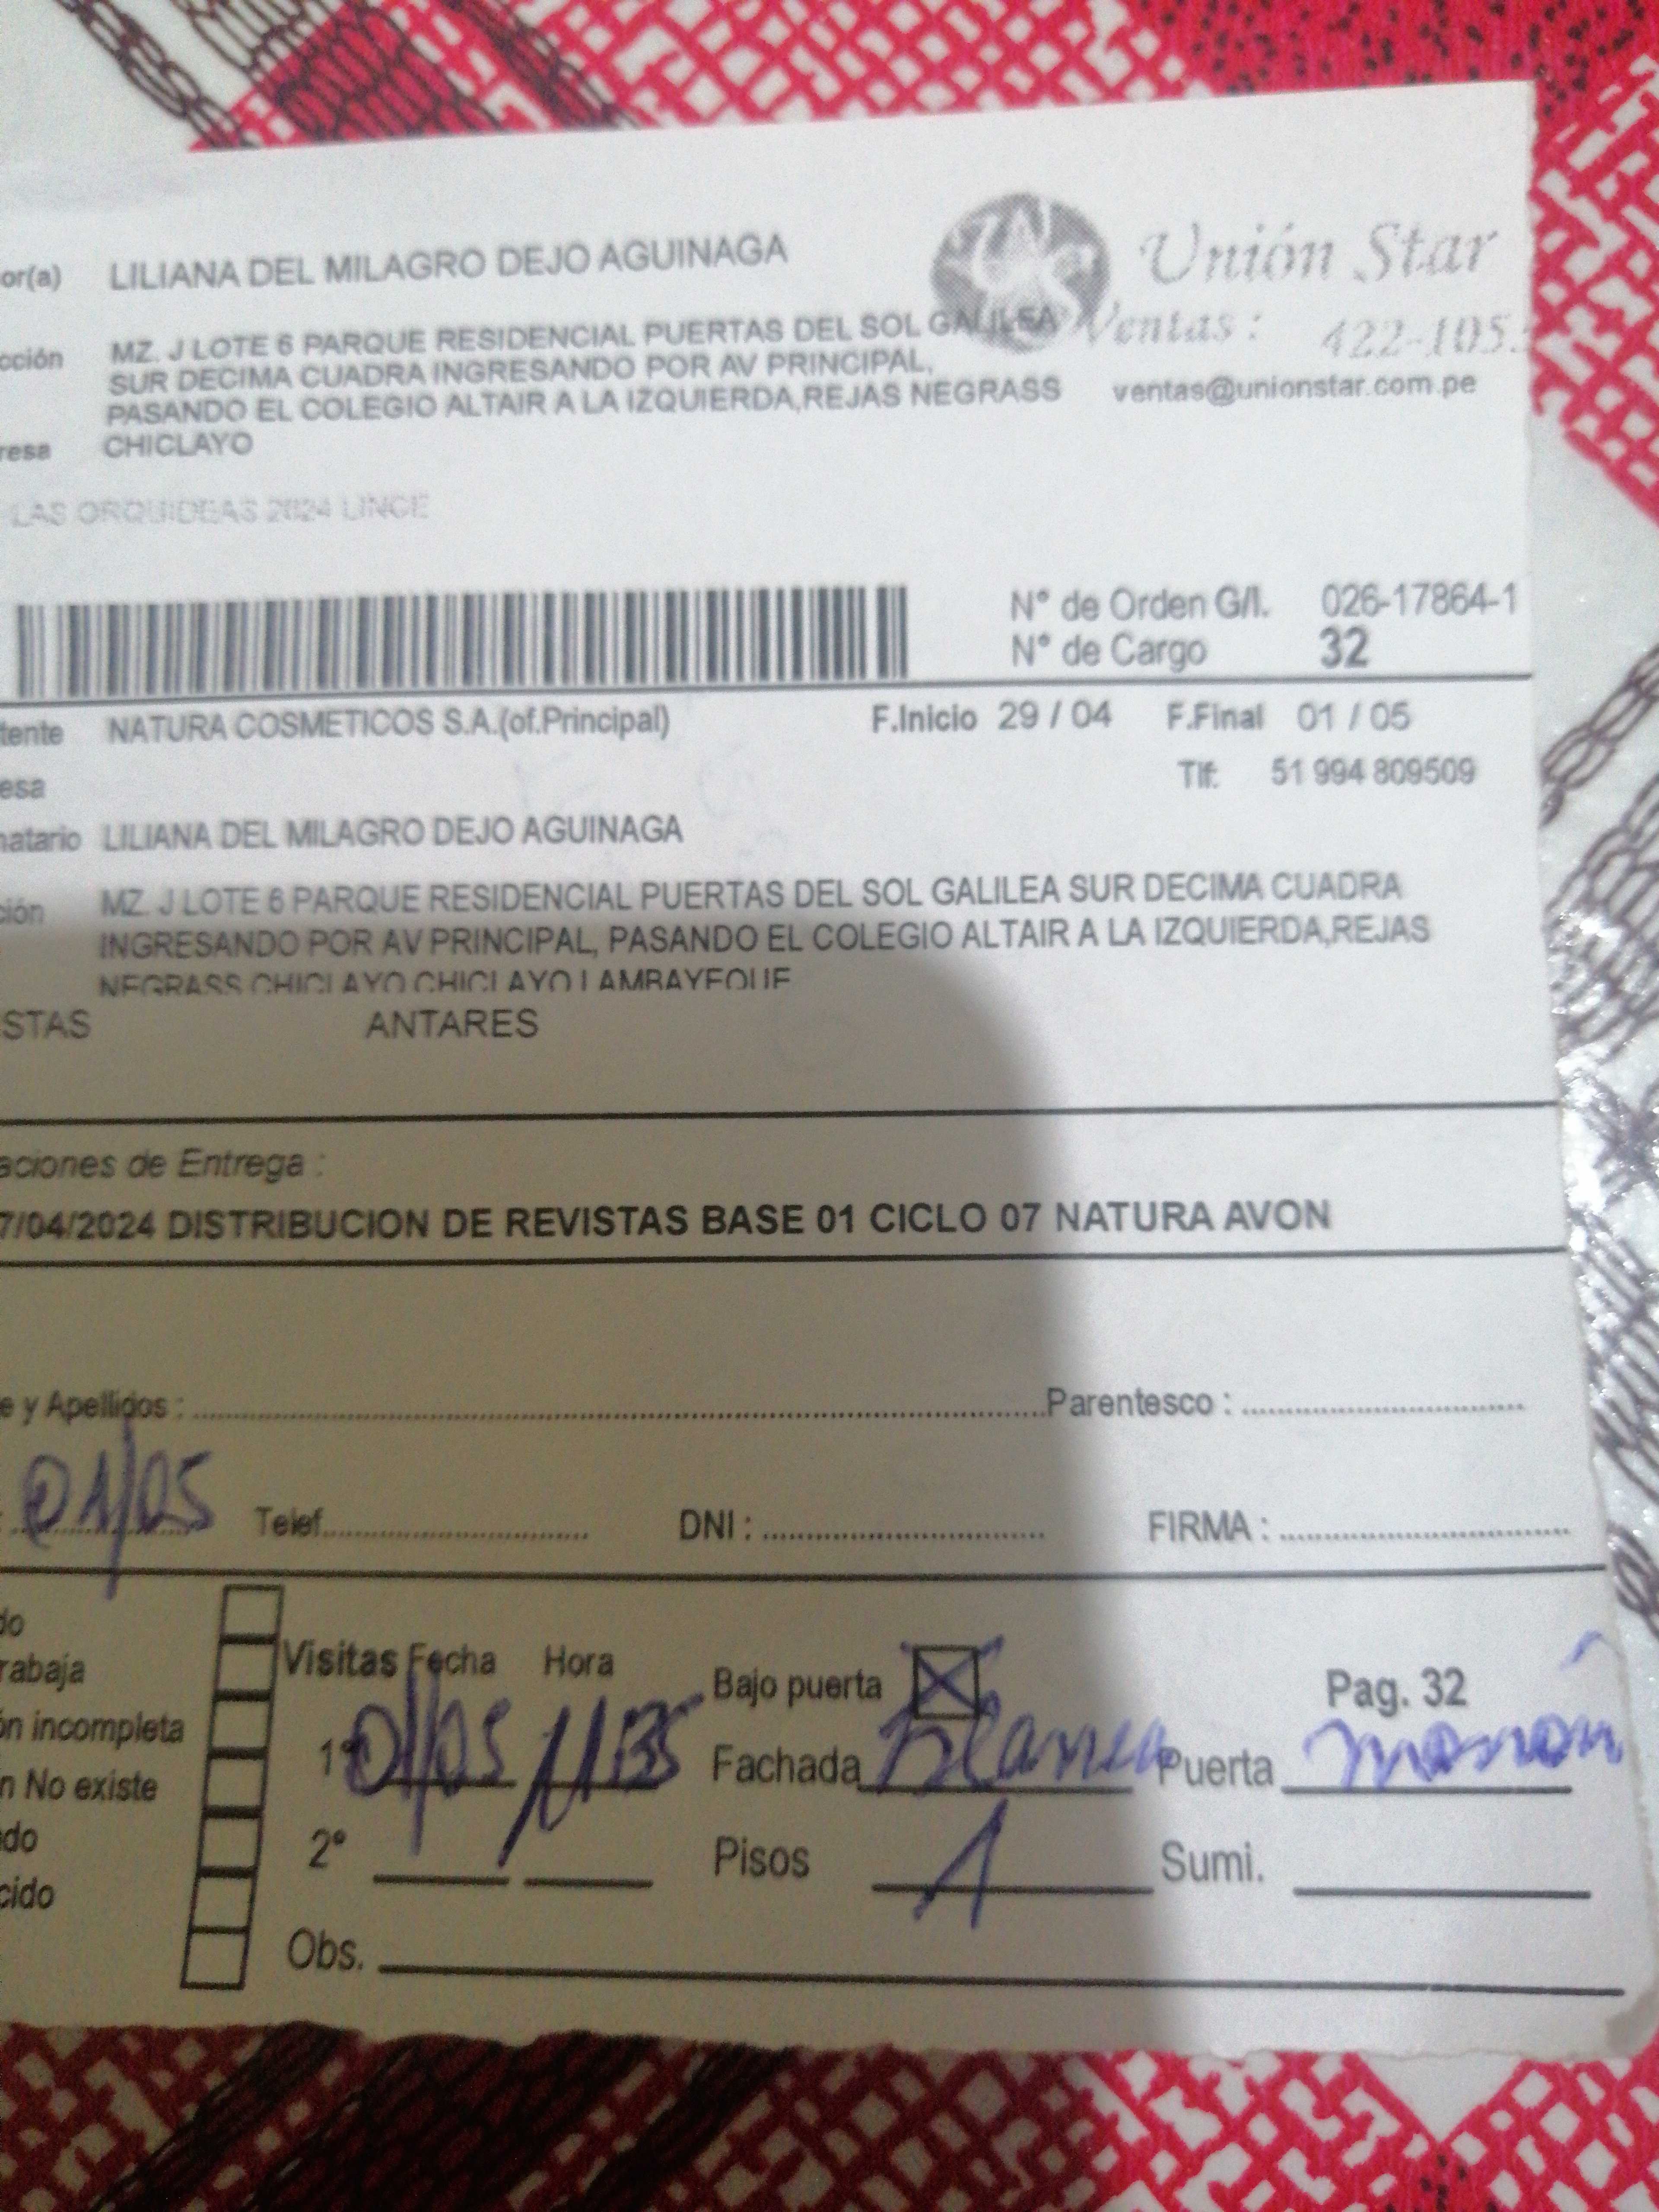 or(a) LILIANA DEL MILAGRO DEJO AGUINAGA
Unión Star
cción MZ. J LOTE 6 PARQUE RESIDENCIAL PUERTAS DEL SOL GALILEA
Ventas : 422-105
SUR DECIMA CUADRA INGRESANDO POR AV PRINCIPAL,
PASANDO EL COLEGIO ALTAIR A LA IZQUIERDA,REJAS NEGRASS
ventas@unionstar.com.pe
resa CHICLAYO
LAS ORQUIDEAS 2024 LINCE
N° de Orden G/I. 026-17864-1
N° de Cargo 32
tente NATURA COSMETICOS S.A.(of.Principal) F.Inicio 29 / 04 F.Final 01 / 05
esa Tlf: 51 994 809509
natario LILIANA DEL MILAGRO DEJO AGUINAGA
ción MZ. J LOTE 6 PARQUE RESIDENCIAL PUERTAS DEL SOL GALILEA SUR DECIMA CUADRA
INGRESANDO POR AV PRINCIPAL, PASANDO EL COLEGIO ALTAIR A LA IZQUIERDA,REJAS
NEGRASS CHICLAYO CHICLAYO LAMBAYEQUE
STAS ANTARES
aciones de Entrega :
7/04/2024 DISTRIBUCION DE REVISTAS BASE 01 CICLO 07 NATURA AVON
e y Apellidos : Parentesco :
01/05 Telef. DNI : FIRMA :
do
Visitas Fecha Hora Bajo puerta X Pag. 32
rabaja
ón incompleta
1° 01/05 1135 Fachada Blanca Puerta marrón
n No existe
do
2° Pisos 1 Sumi.
cido
Obs.